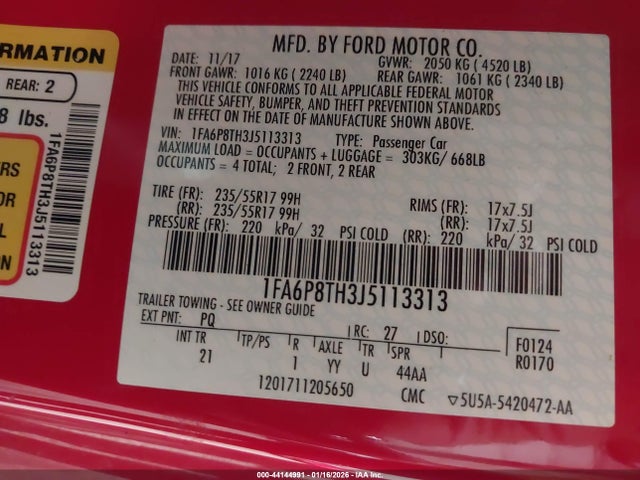 RMATION
REAR: 2
8 lbs.
1FA6P8TH3J5113313
ERS
OR
L
ON
MFD. BY FORD MOTOR CO.
DATE: 11/17 GVWR: 2050 KG ( 4520 LB)
FRONT GAWR: 1016 KG ( 2240 LB) REAR GAWR: 1061 KG ( 2340 LB)
THIS VEHICLE CONFORMS TO ALL APPLICABLE FEDERAL MOTOR
VEHICLE SAFETY, BUMPER, AND THEFT PREVENTION STANDARDS
IN EFFECT ON THE DATE OF MANUFACTURE SHOWN ABOVE.
VIN: 1FA6P8TH3J5113313 TYPE: Passenger Car
MAXIMUM LOAD = OCCUPANTS + LUGGAGE = 303KG/ 668LB
OCCUPANTS = 4 TOTAL; 2 FRONT, 2 REAR
TIRE (FR): 235/55R17 99H RIMS (FR): 17x7.5J
(RR): 235/55R17 99H (RR): 17x7.5J
PRESSURE (FR): 220 kPa/ 32 PSI COLD (RR): 220 kPa/ 32 PSI COLD
1FA6P8TH3J5113313
TRAILER TOWING - SEE OWNER GUIDE
EXT PNT: PQ RC: 27 DSO: F0124
INT TR TP/PS R AXLE TR SPR R0170
21 1 YY U 44AA
1201711205650 CMC ▽5U5A-5420472-AA
000-44144991 - 01/16/2026 - IAA Inc.